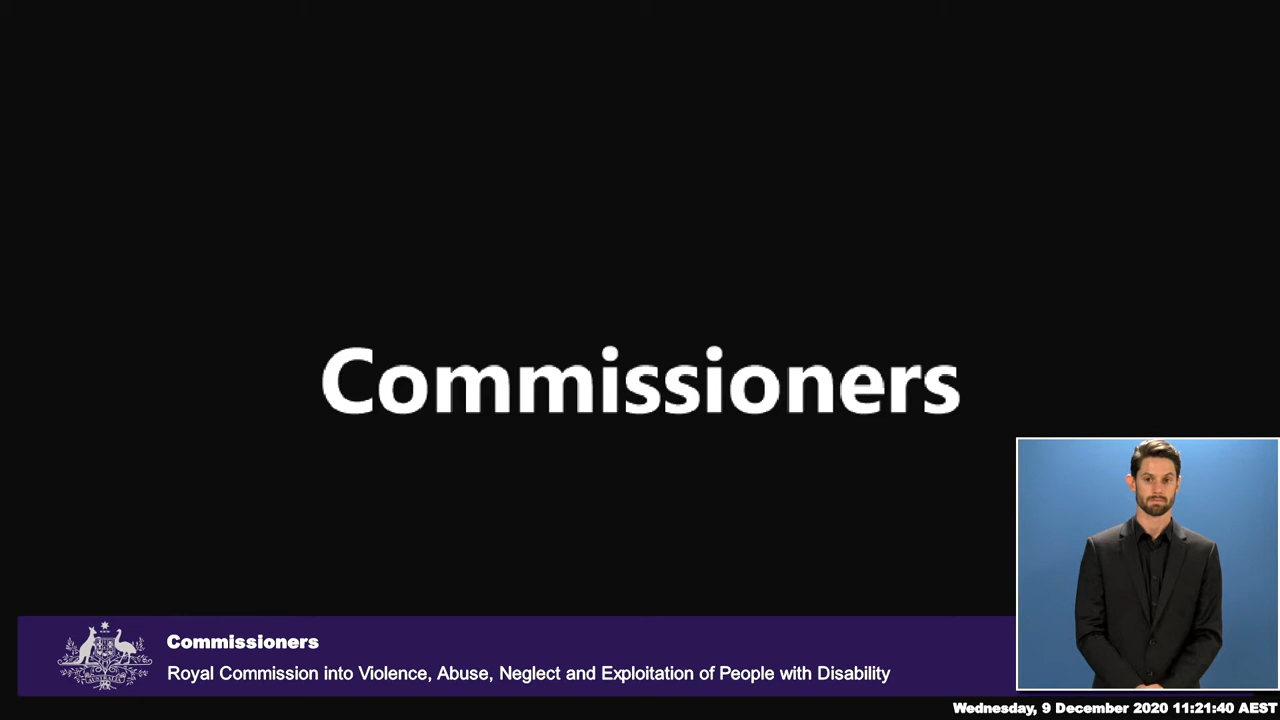 Commissioners
Commissioners
Royal Commission into Violence, Abuse, Neglect and Exploitation of People with Disability
Wednesday, 9 December 2020 11:21:40 AEST